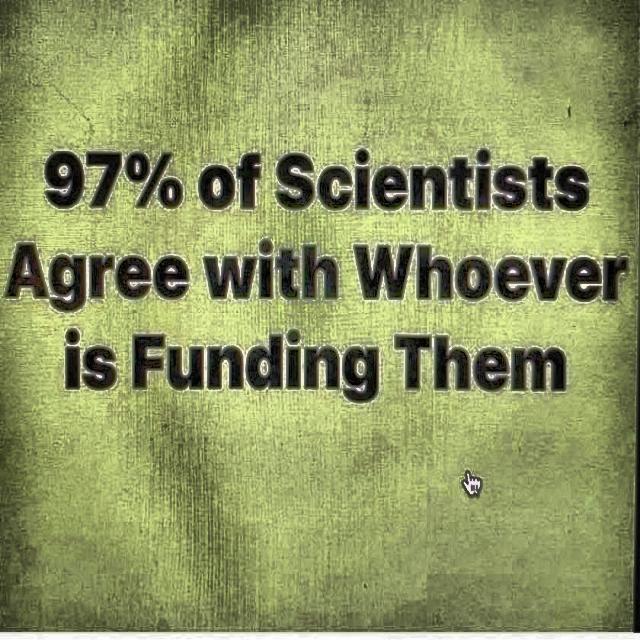 97% of Scientists
Agree with Whoever
is Funding Them